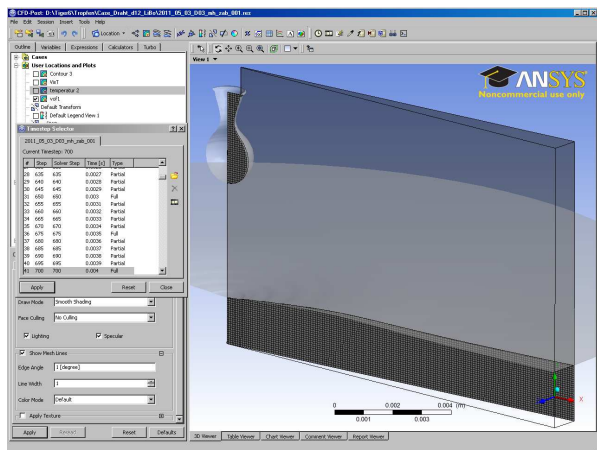 CFD-Post: D:\TigerG\Tropfen\Caos_Draht_d12_LiBo/2011_05_03_D03_mh_zab_001.res
File Edit Session Insert Tools Help
Location
Outline Variables Expressions Calculators Turbo
Cases
User Locations and Plots
Contour 3
VisT
temperatur 2
vof1
Default Transform
Default Legend View 1
Timestep Selector
2011_05_03_D03_mh_zab_001
Current Timestep: 700
# Step Solver Step Time [s] Type
28 635 635 0.0027 Partial
29 640 640 0.0028 Partial
30 645 645 0.0029 Partial
31 650 650 0.003 Full
32 655 655 0.0031 Partial
33 660 660 0.0032 Partial
34 665 665 0.0033 Partial
35 670 670 0.0034 Partial
36 675 675 0.0035 Full
37 680 680 0.0036 Partial
38 685 685 0.0037 Partial
39 690 690 0.0038 Partial
40 695 695 0.0039 Partial
41 700 700 0.004 Full
Apply Reset Close
Draw Mode Smooth Shading
Face Culling No Culling
Lighting Specular
Show Mesh Lines
Edge Angle 1 [degree]
Line Width 1
Color Mode Default
Apply Texture
Apply Reset Defaults
View 1
ANSYS
Noncommercial use only
0 0.002 0.004 (m)
0.001 0.003
X
3D Viewer Table Viewer Chart Viewer Comment Viewer Report Viewer